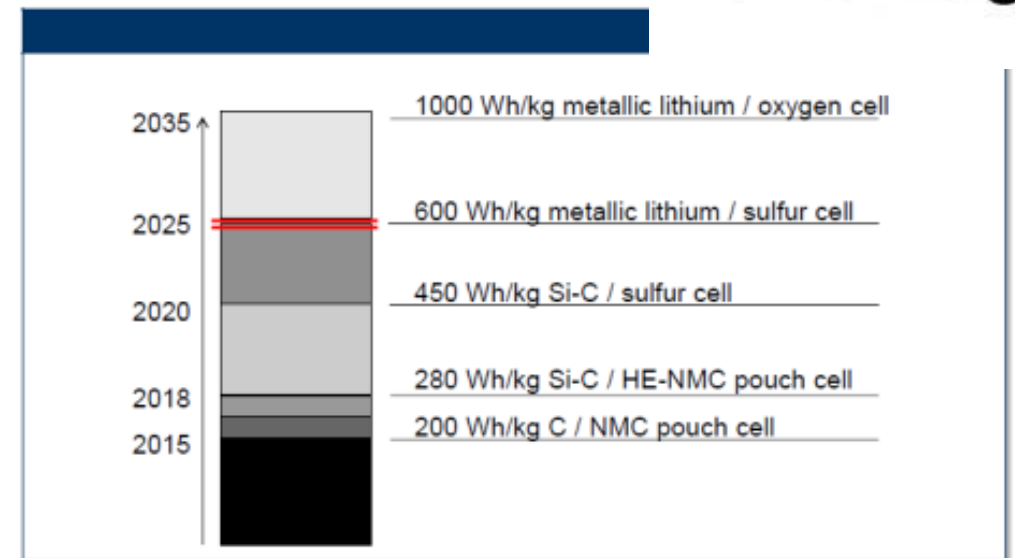 2035
1000 Wh/kg metallic lithium / oxygen cell
2025
600 Wh/kg metallic lithium / sulfur cell
2020
450 Wh/kg Si-C / sulfur cell
2018
280 Wh/kg Si-C / HE-NMC pouch cell
2015
200 Wh/kg C / NMC pouch cell